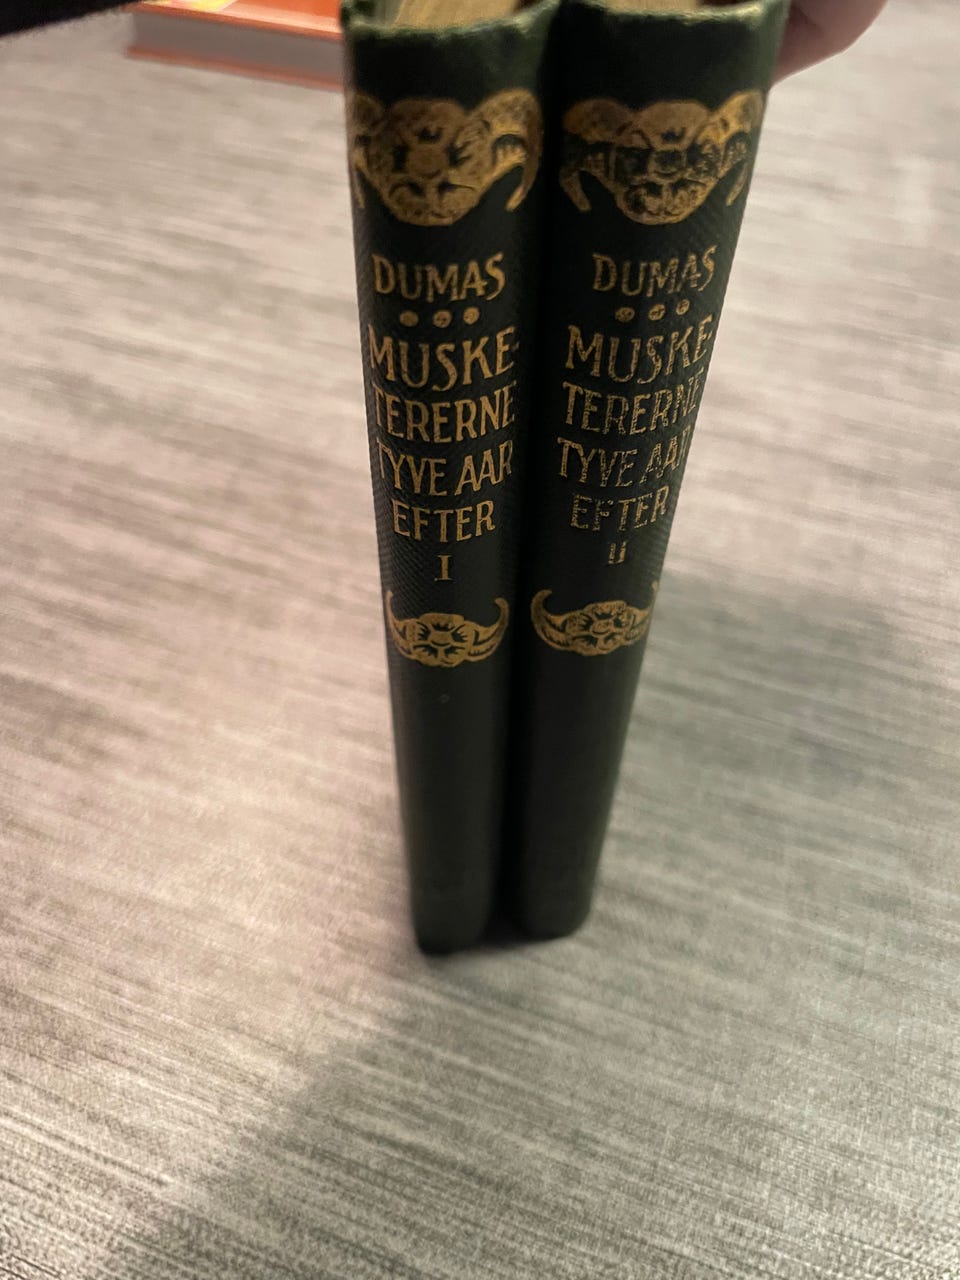 DUMAS
MUSKE-
TERERNE
TYVE AAR
EFTER
I
DUMAS
MUSKE-
TERERNE
TYVE AAR
EFTER
II